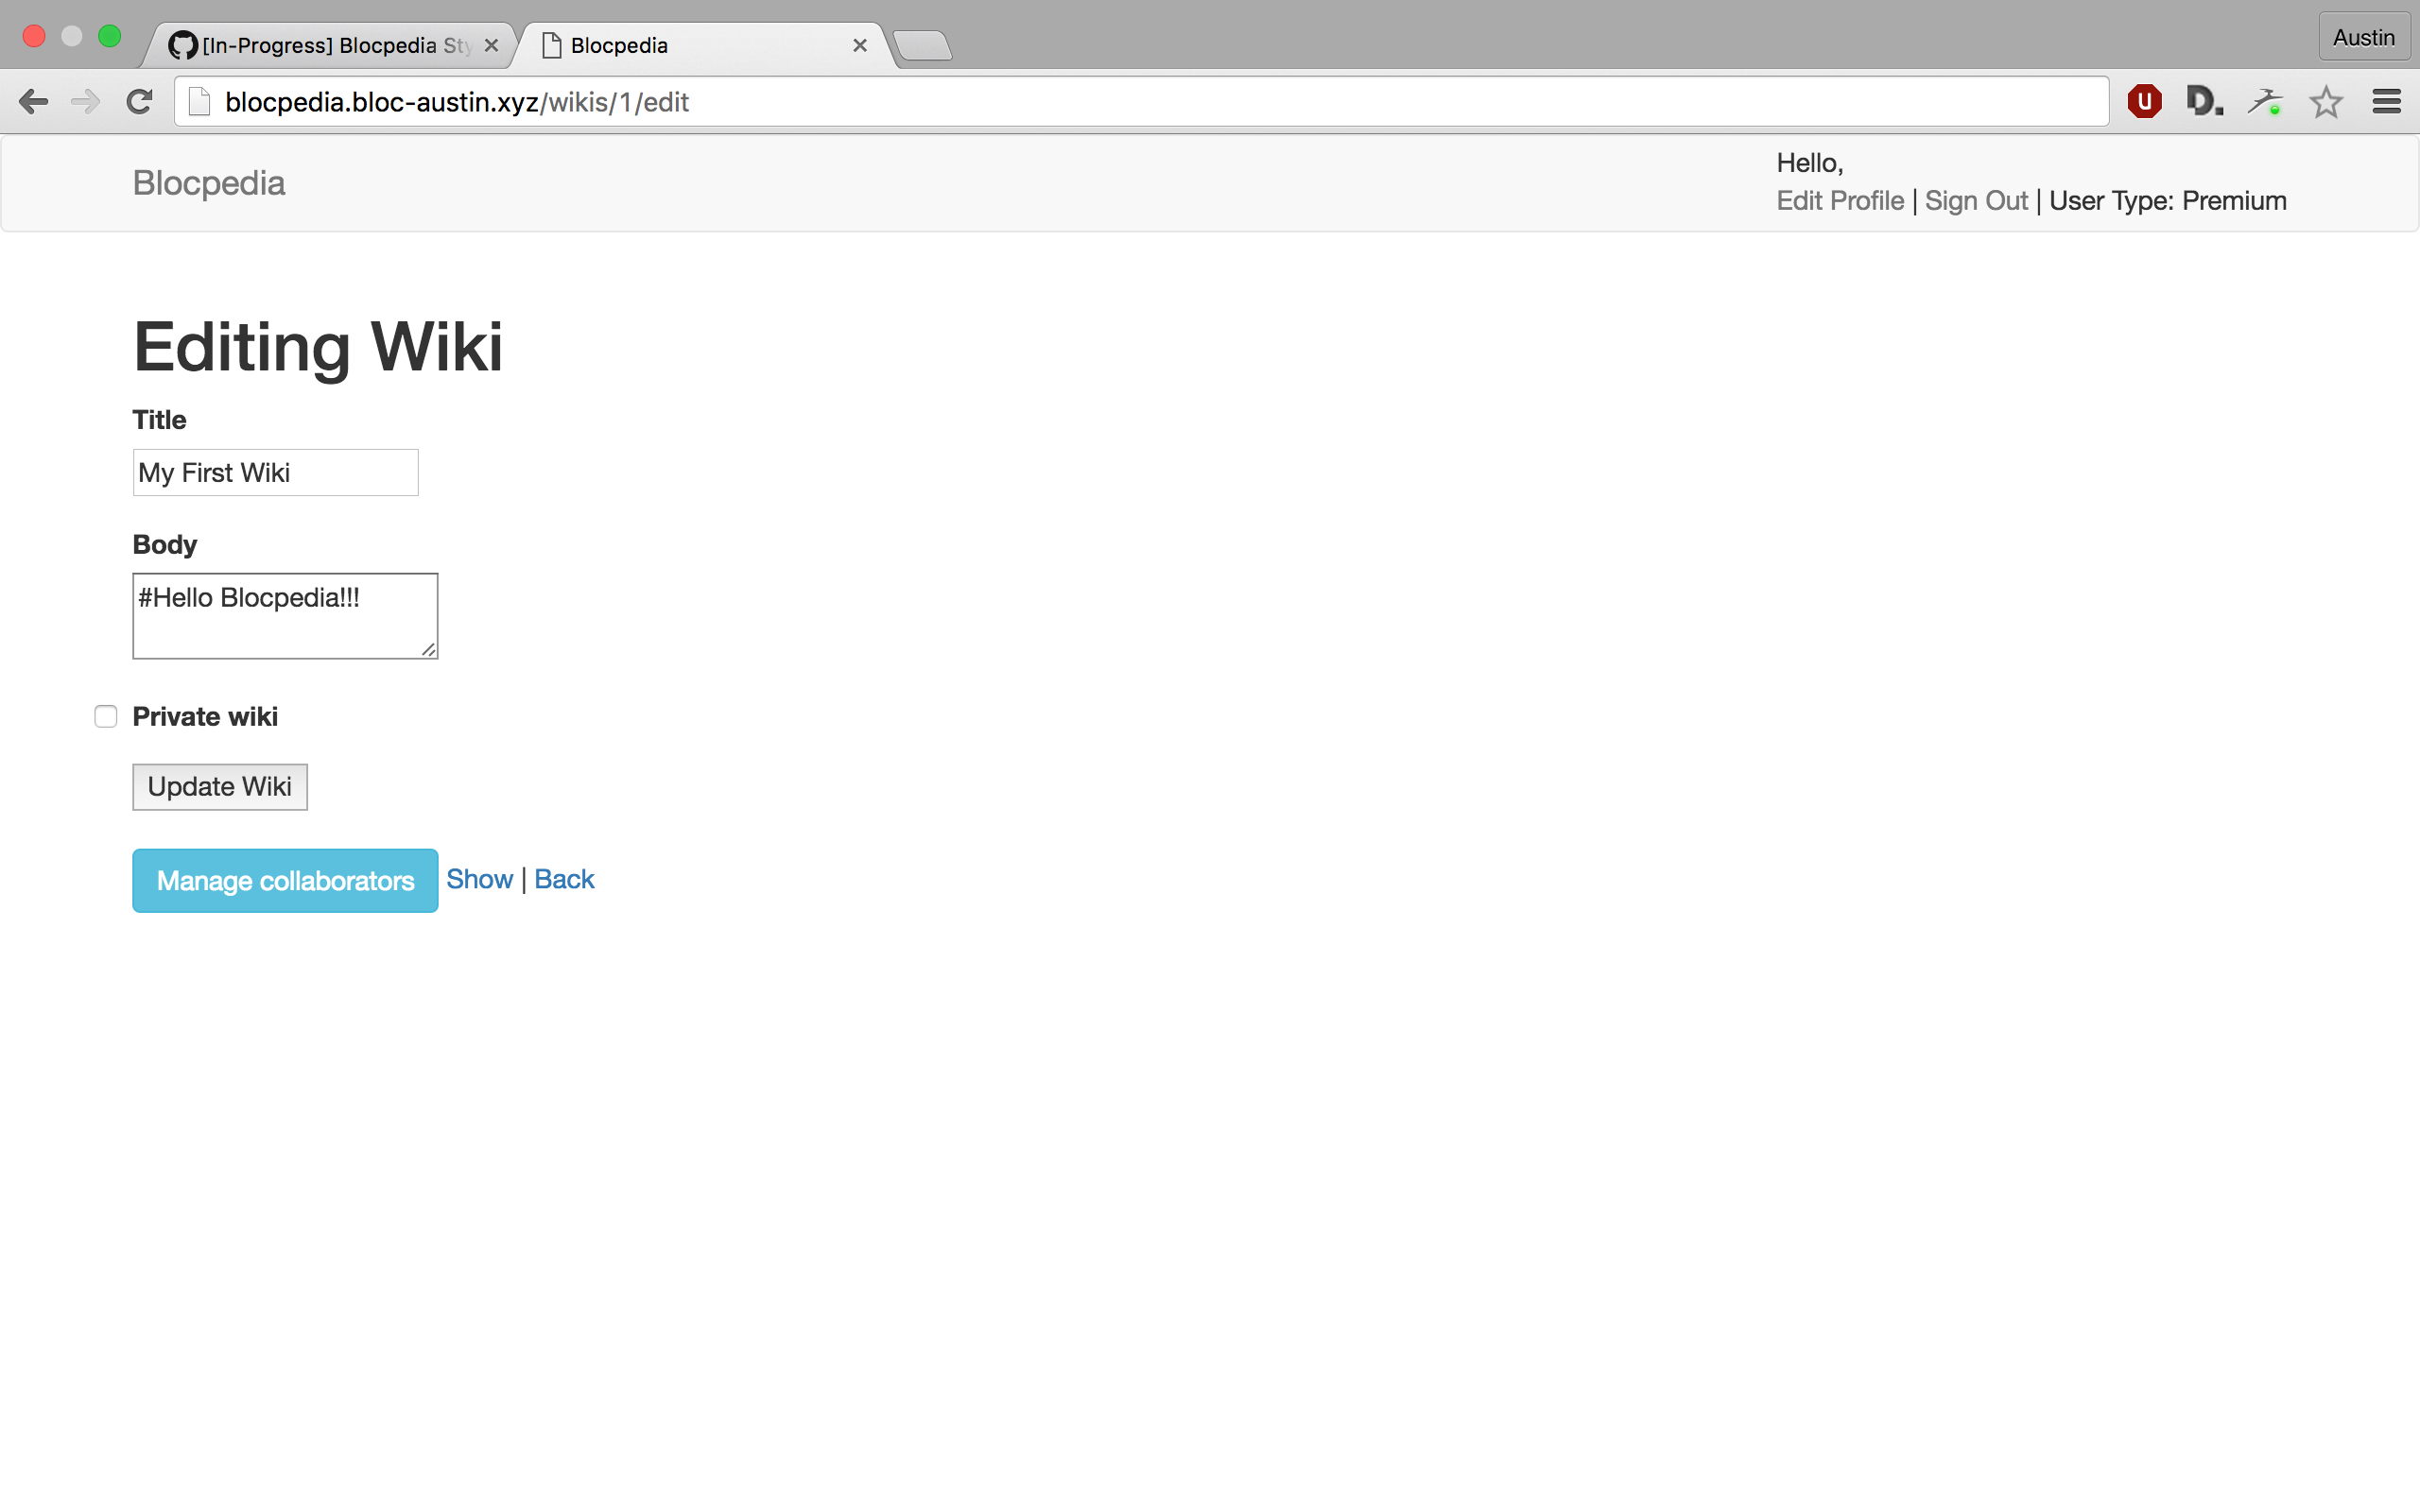 [In-Progress] Blocpedia Sty
Blocpedia
Austin
blocpedia.bloc-austin.xyz/wikis/1/edit
Blocpedia
Hello,
Edit Profile | Sign Out | User Type: Premium
Editing Wiki
Title
My First Wiki
Body
#Hello Blocpedia!!!
Private wiki
Update Wiki
Manage collaborators Show | Back